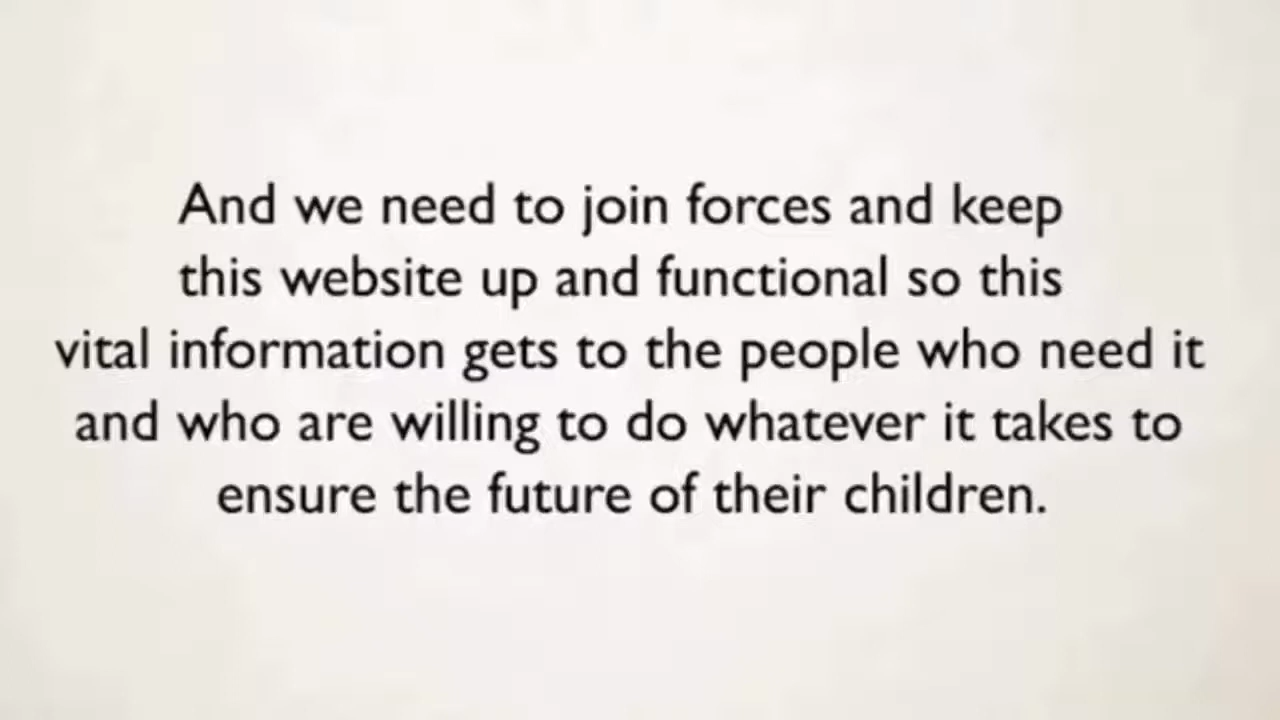 And we need to join forces and keep
this website up and functional so this
vital information gets to the people who need it
and who are willing to do whatever it takes to
ensure the future of their children.